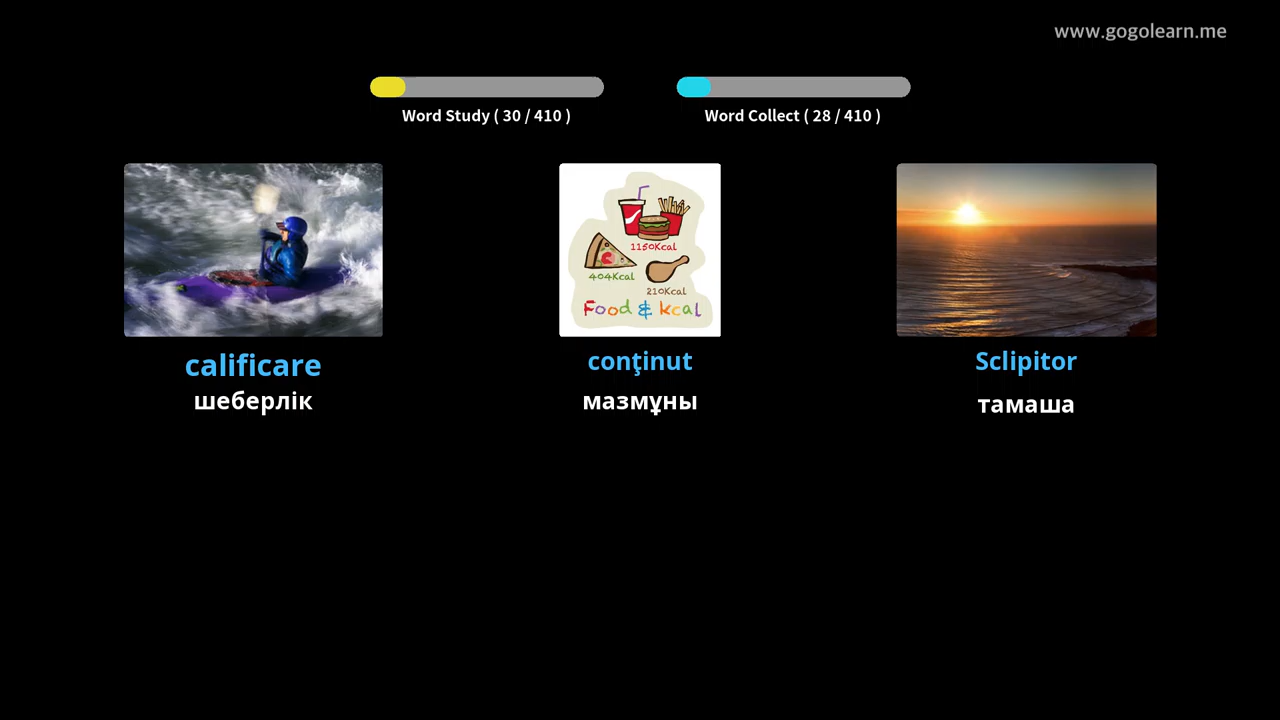 www.gogolearn.me
Word Study ( 30 / 410 )
Word Collect ( 28 / 410 )
1150Kcal
404Kcal
210Kcal
Food & kcal
calificare
conţinut
Sclipitor
шеберлік
мазмұны
тамаша